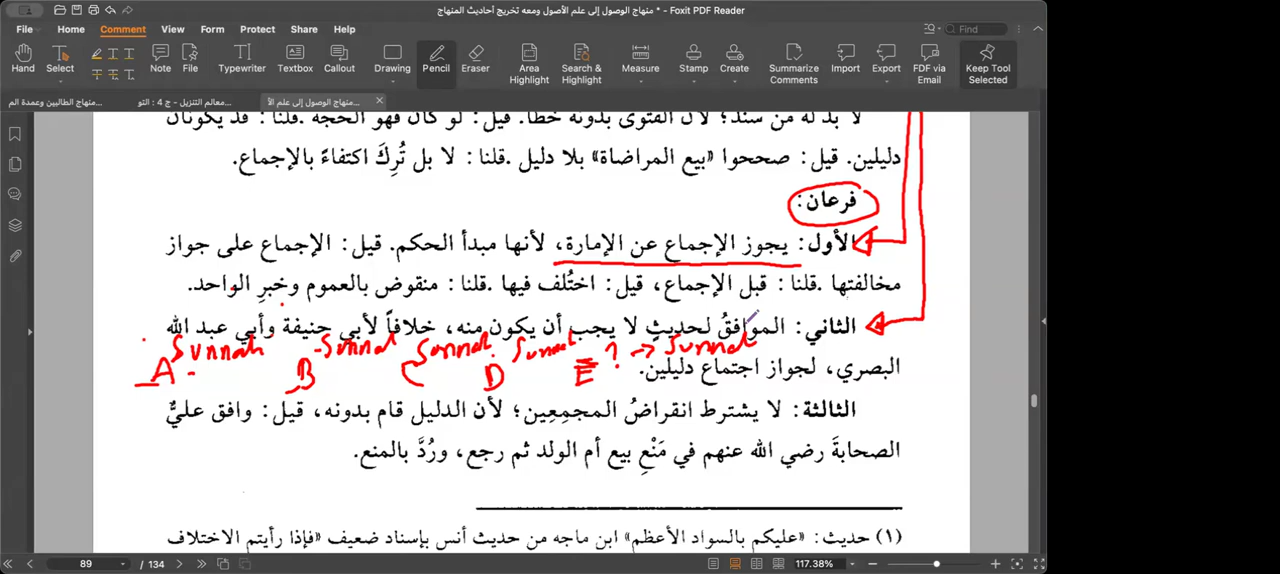 منهاج الوصول إلى علم الأصول ومعه تخريج أحاديث المنهاج * - Foxit PDF Reader
File Home Comment View Form Protect Share Help Find
Hand Select Note File Typewriter Textbox Callout Drawing Pencil Eraser Area Highlight Search & Highlight Measure Stamp Create Summarize Comments Import Export PDF via Email Keep Tool Selected
منهاج الطالبين وعمدة الم... معالم التنزيل - ج 4 : التو... منهاج الوصول إلى علم الأ...
لا بد له من سند؛ لأن الفتوى بدونه خطأ. قيل: لو كان فهو الحجة .قلنا: قد يكونان
دليلين. قيل: صححوا «بيع المراضاة» بلا دليل .قلنا: لا بل تُرِكَ اكتفاءً بالإجماع.
فرعان:
الأول: يجوز الإجماع عن الإمارة، لأنها مبدأ الحكم. قيل: الإجماع على جواز
مخالفتها .قلنا: قبل الإجماع، قيل: اختُلف فيها .قلنا: منقوض بالعموم وخبرِ الواحد.
الثاني: الموافقُ لحديثٍ لا يجب أن يكون منه، خلافاً لأبي حنيفة وأبي عبد الله
Sunnah Sunnah Sunnah Sunnah ? → Sunnah
A B C D E
البصري، لجواز اجتماع دليلين.
الثالثة: لا يشترط انقراضُ المجمِعِين؛ لأن الدليل قام بدونه، قيل: وافق عليٌّ
الصحابةَ رضي الله عنهم في مَنْعِ بيع أم الولد ثم رجع، ورُدَّ بالمنع.
(١) حديث: «عليكم بالسواد الأعظم» ابن ماجه من حديث أنس بإسناد ضعيف «فإذا رأيتم الاختلاف
89 / 134 117.38%